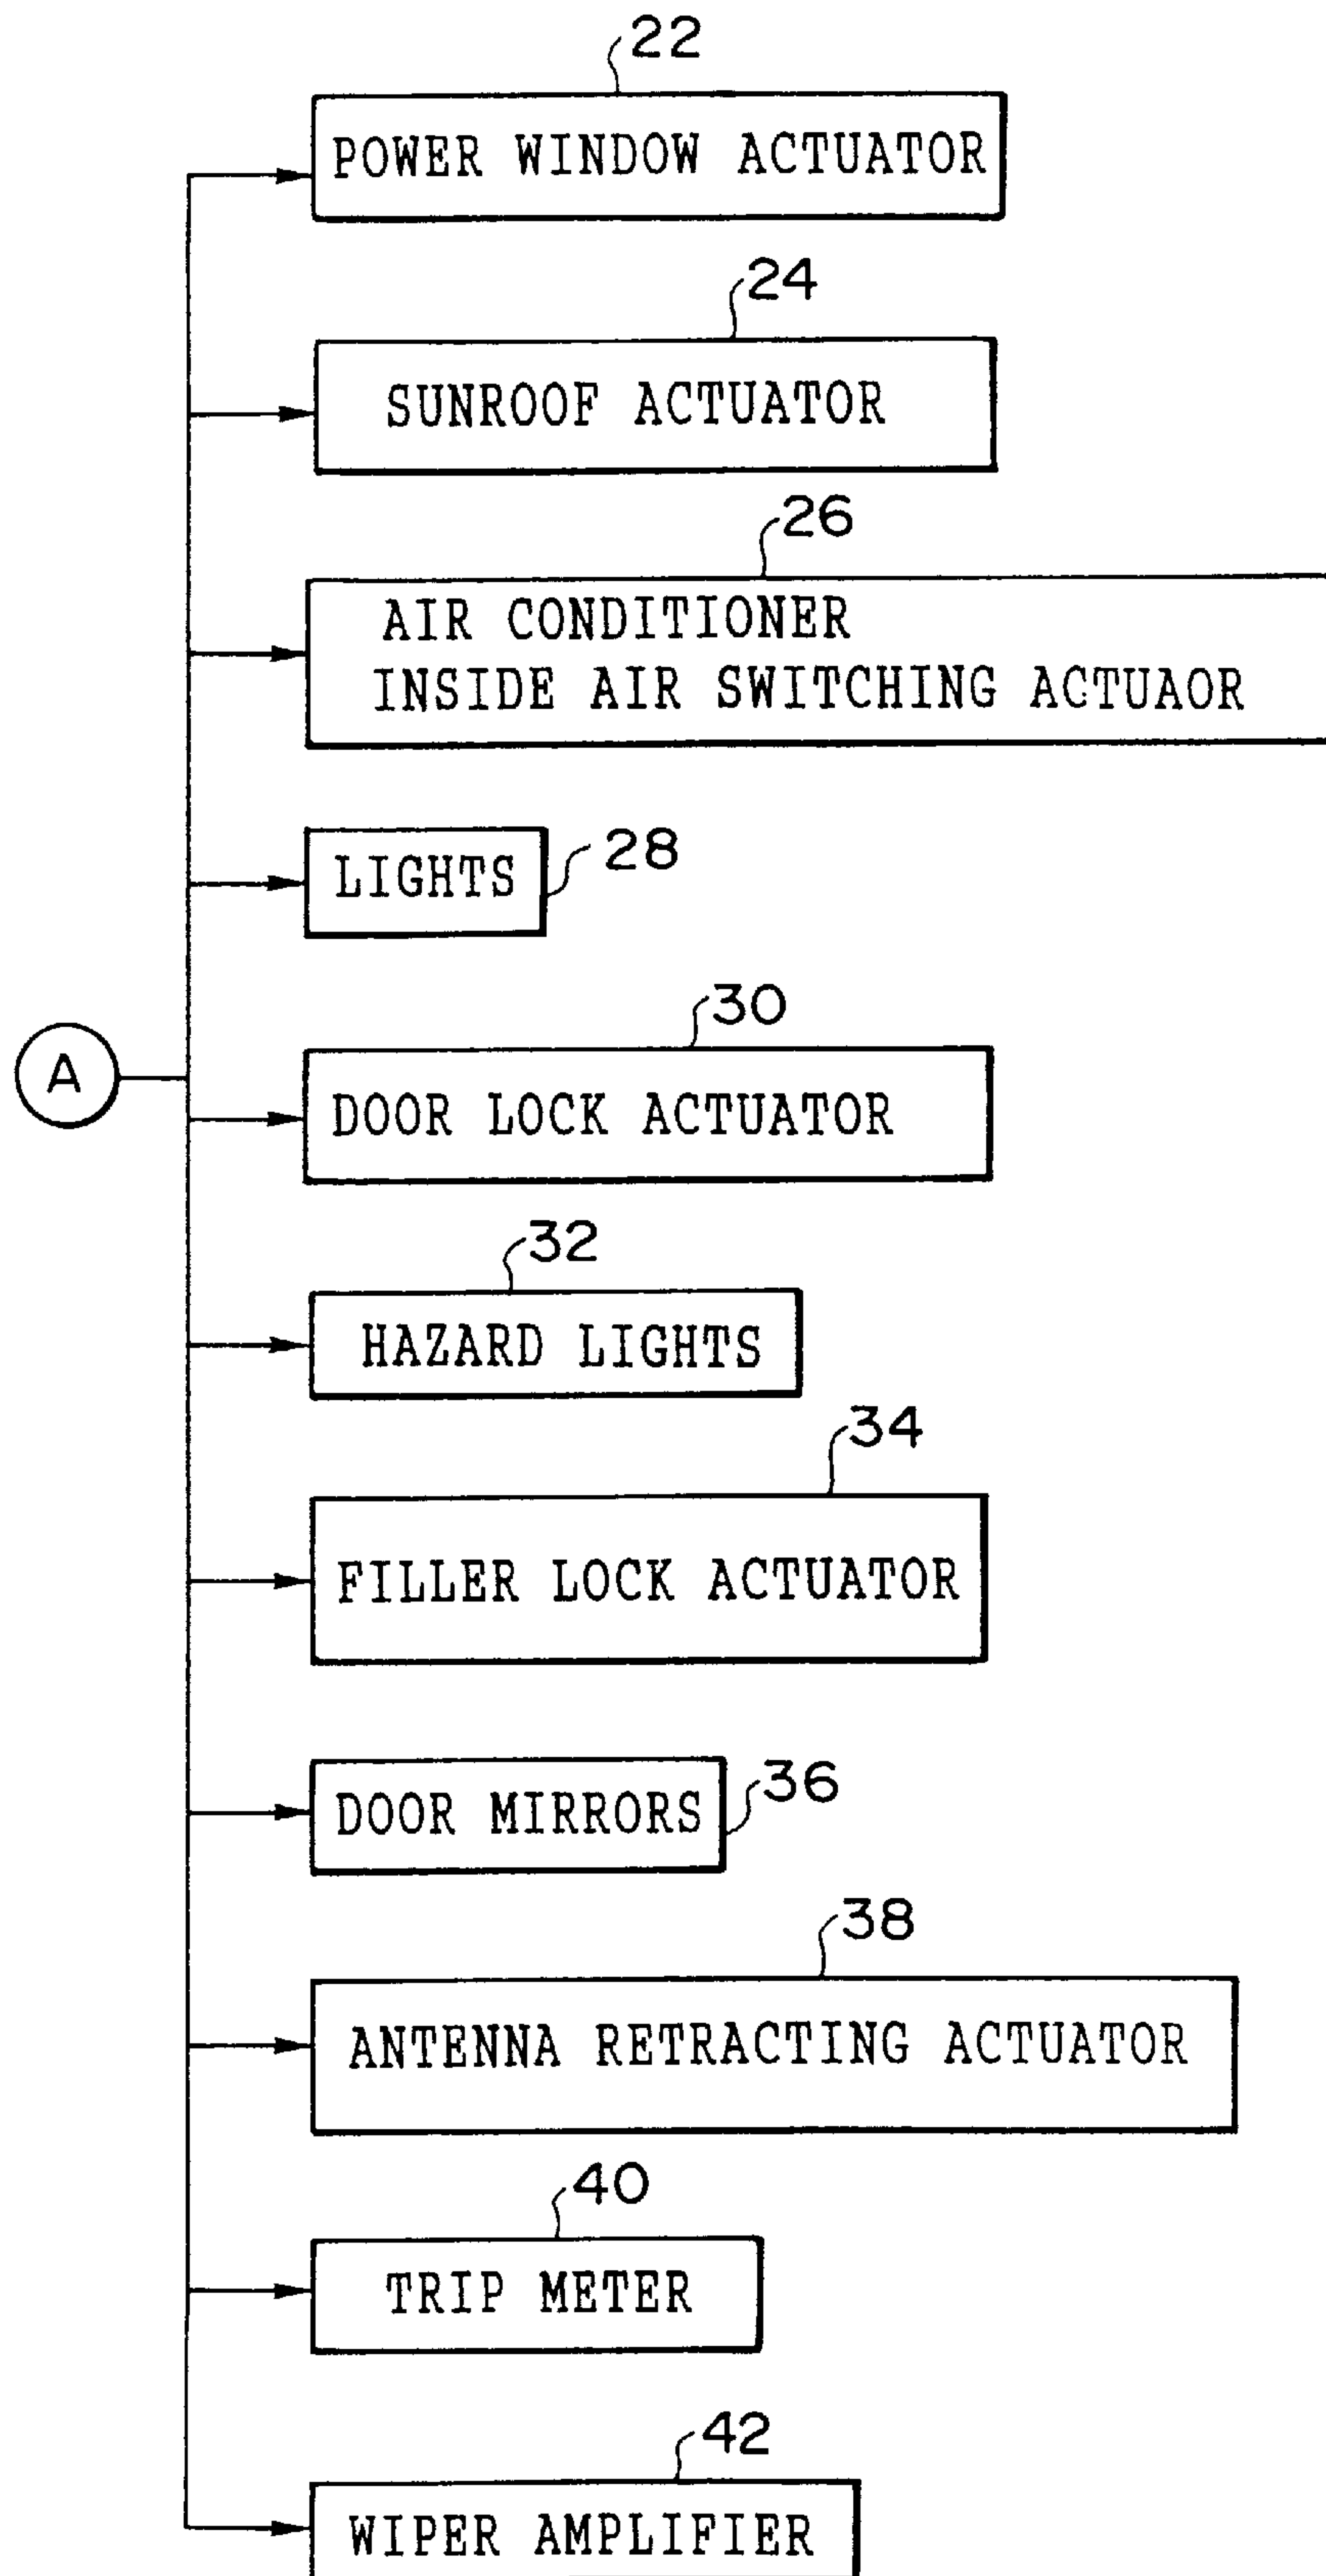 22
POWER WINDOW ACTUATOR
24
SUNROOF ACTUATOR
26
AIR CONDITIONER
INSIDE AIR SWITCHING ACTUAOR
LIGHTS
28
30
A
DOOR LOCK ACTUATOR
32
HAZARD LIGHTS
34
FILLER LOCK ACTUATOR
36
DOOR MIRRORS
38
ANTENNA RETRACTING ACTUATOR
40
TRIP METER
42
WIPER AMPLIFIER